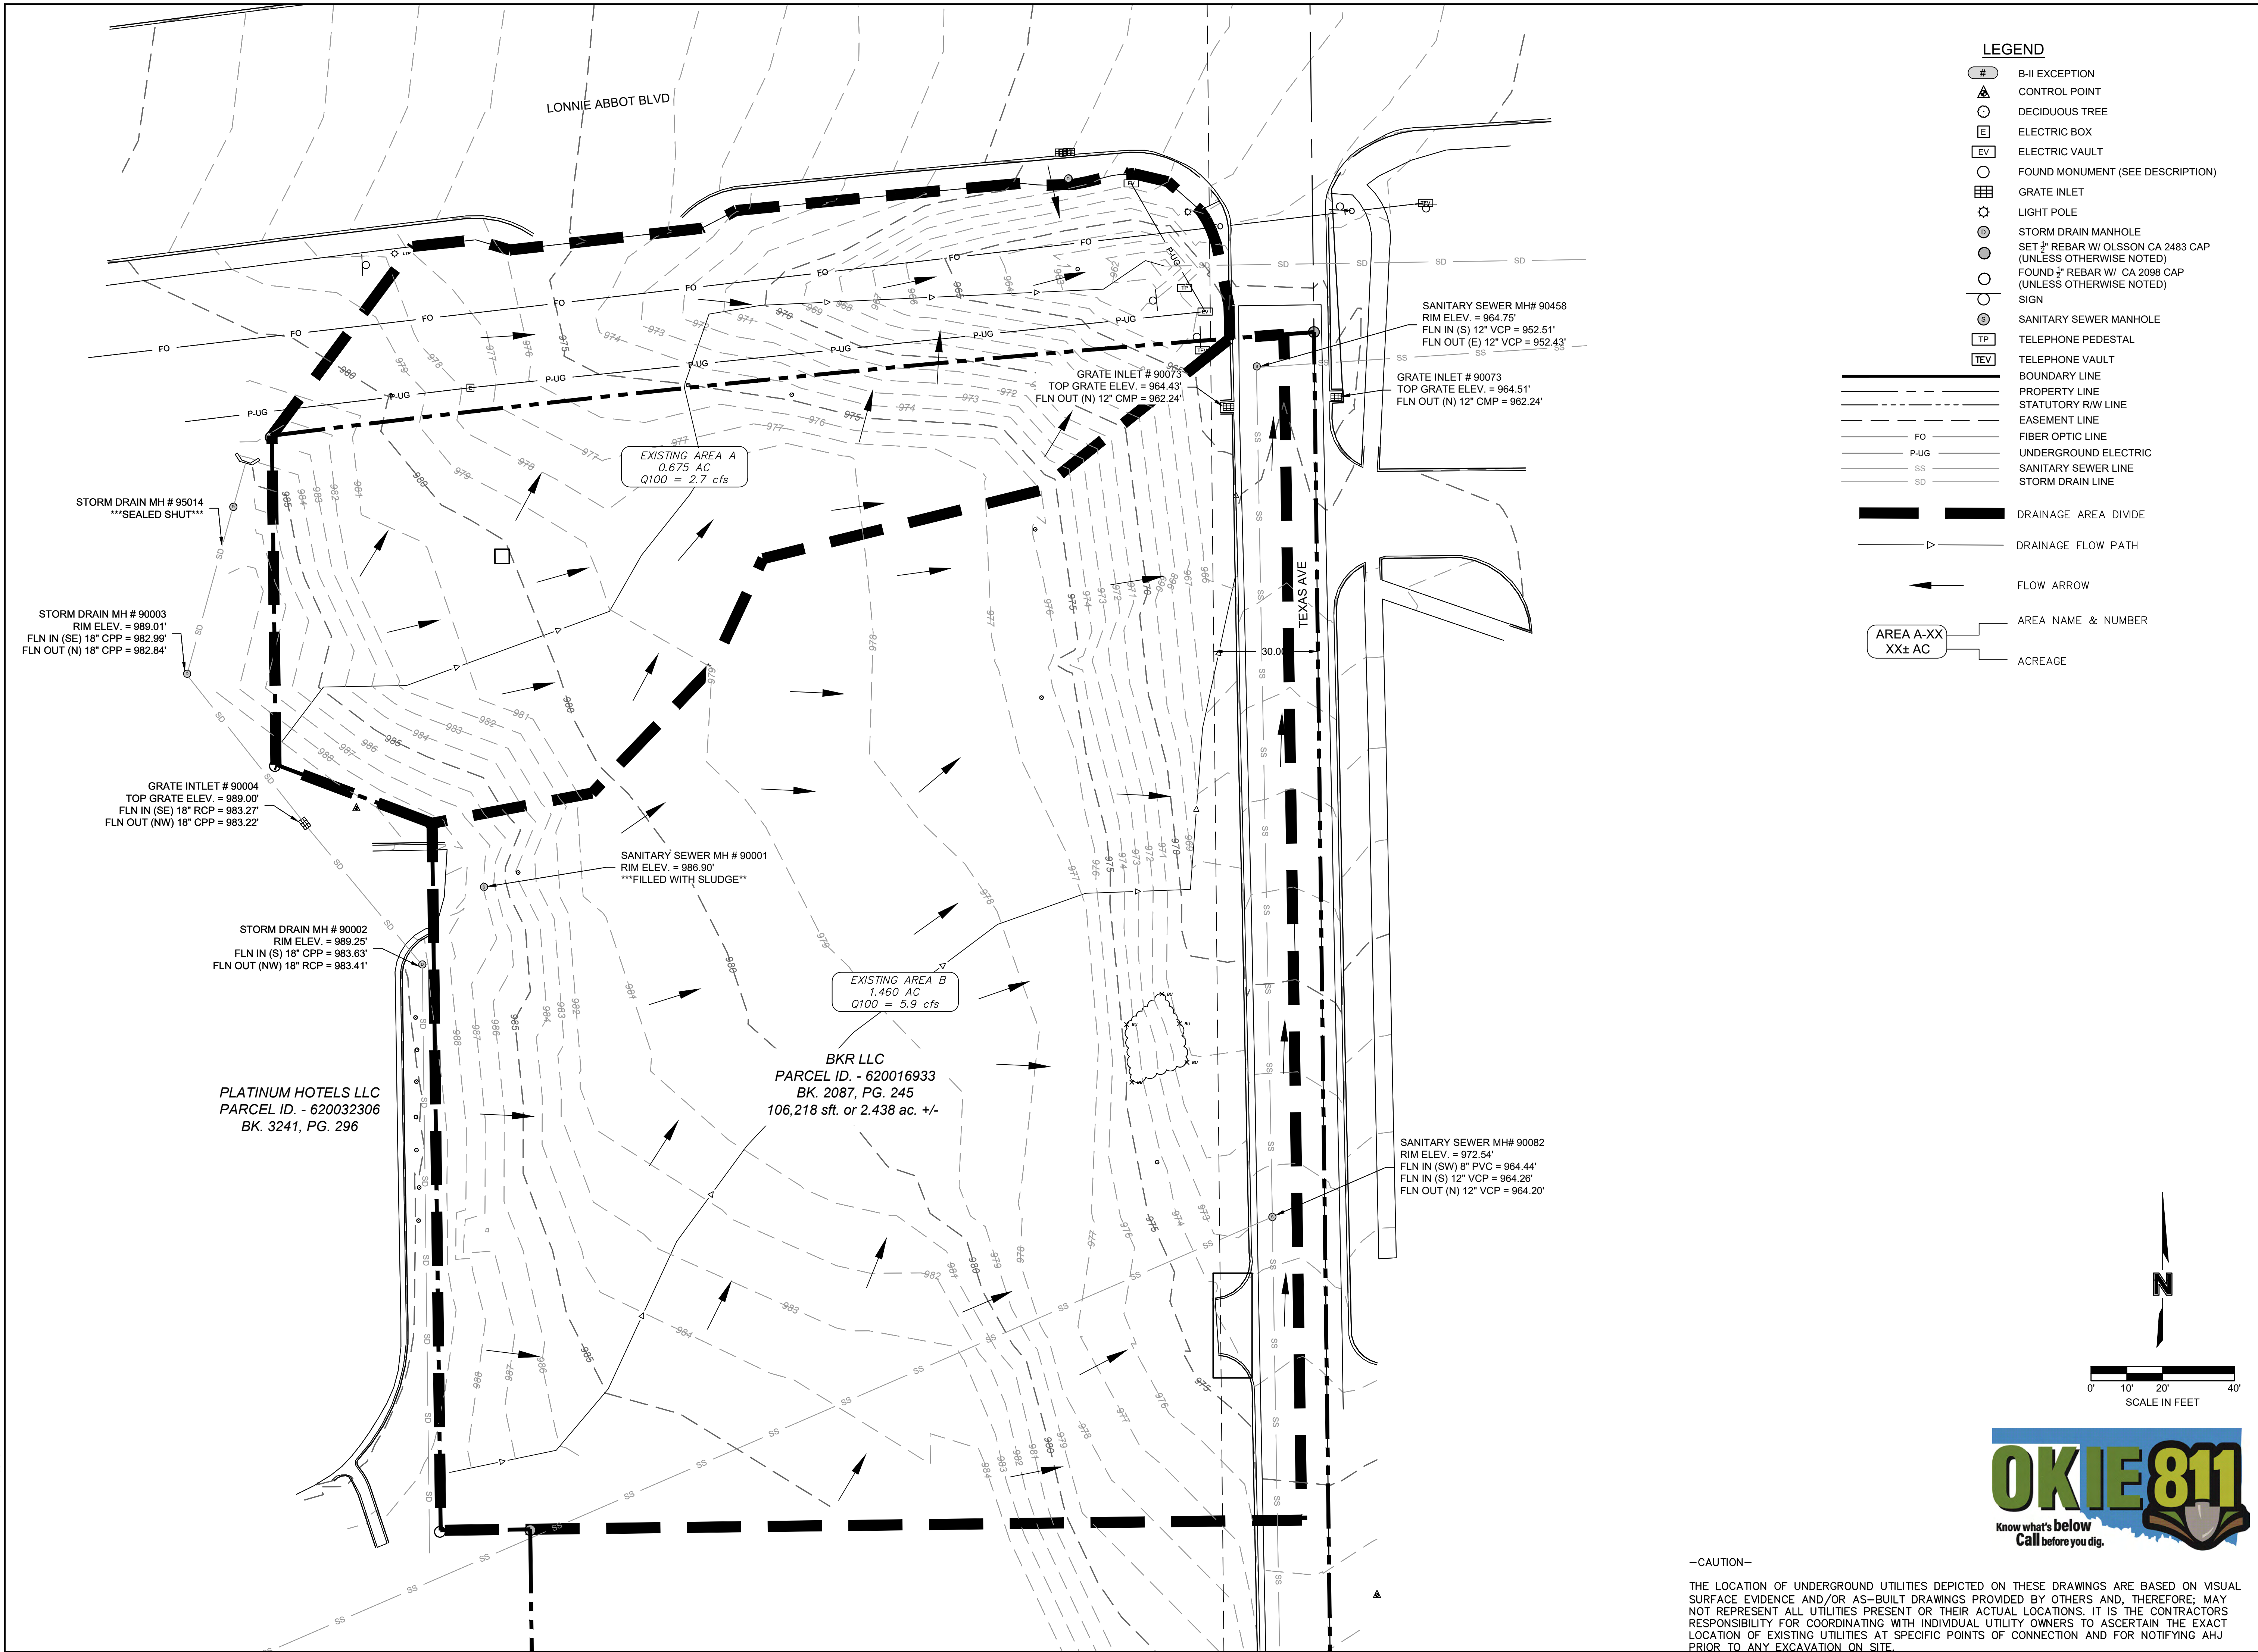 LONNIE ABBOT BLVD
LEGEND
# B-II EXCEPTION
CONTROL POINT
DECIDUOUS TREE
E ELECTRIC BOX
EV ELECTRIC VAULT
FOUND MONUMENT (SEE DESCRIPTION)
GRATE INLET
LIGHT POLE
D STORM DRAIN MANHOLE
SET ½" REBAR W/ OLSSON CA 2483 CAP
(UNLESS OTHERWISE NOTED)
FOUND ½" REBAR W/ CA 2098 CAP
(UNLESS OTHERWISE NOTED)
SIGN
S SANITARY SEWER MANHOLE
TP TELEPHONE PEDESTAL
TEV TELEPHONE VAULT
BOUNDARY LINE
PROPERTY LINE
STATUTORY R/W LINE
EASEMENT LINE
FO FIBER OPTIC LINE
P-UG UNDERGROUND ELECTRIC
SS SANITARY SEWER LINE
SD STORM DRAIN LINE
DRAINAGE AREA DIVIDE
DRAINAGE FLOW PATH
FLOW ARROW
AREA A-XX
XX± AC
AREA NAME & NUMBER
ACREAGE
SANITARY SEWER MH# 90458
RIM ELEV. = 964.75'
FLN IN (S) 12" VCP = 952.51'
FLN OUT (E) 12" VCP = 952.43'
GRATE INLET # 90073
TOP GRATE ELEV. = 964.43'
FLN OUT (N) 12" CMP = 962.24'
GRATE INLET # 90073
TOP GRATE ELEV. = 964.51'
FLN OUT (N) 12" CMP = 962.24'
EXISTING AREA A
0.675 AC
Q100 = 2.7 cfs
STORM DRAIN MH # 95014
***SEALED SHUT***
STORM DRAIN MH # 90003
RIM ELEV. = 989.01'
FLN IN (SE) 18" CPP = 982.99'
FLN OUT (N) 18" CPP = 982.84'
TEXAS AVE
30.00
GRATE INTLET # 90004
TOP GRATE ELEV. = 989.00'
FLN IN (SE) 18" RCP = 983.27'
FLN OUT (NW) 18" CPP = 983.22'
SANITARY SEWER MH # 90001
RIM ELEV. = 986.90'
***FILLED WITH SLUDGE**
STORM DRAIN MH # 90002
RIM ELEV. = 989.25'
FLN IN (S) 18" CPP = 983.63'
FLN OUT (NW) 18" RCP = 983.41'
EXISTING AREA B
1.460 AC
Q100 = 5.9 cfs
BKR LLC
PARCEL ID. - 620016933
BK. 2087, PG. 245
106,218 sft. or 2.438 ac. +/-
PLATINUM HOTELS LLC
PARCEL ID. - 620032306
BK. 3241, PG. 296
SANITARY SEWER MH# 90082
RIM ELEV. = 972.54'
FLN IN (SW) 8" PVC = 964.44'
FLN IN (S) 12" VCP = 964.26'
FLN OUT (N) 12" VCP = 964.20'
N
0' 10' 20' 40'
SCALE IN FEET
OKIE811
Know what's below
Call before you dig.
—CAUTION—
THE LOCATION OF UNDERGROUND UTILITIES DEPICTED ON THESE DRAWINGS ARE BASED ON VISUAL
SURFACE EVIDENCE AND/OR AS—BUILT DRAWINGS PROVIDED BY OTHERS AND, THEREFORE; MAY
NOT REPRESENT ALL UTILITIES PRESENT OR THEIR ACTUAL LOCATIONS. IT IS THE CONTRACTORS
RESPONSIBILITY FOR COORDINATING WITH INDIVIDUAL UTILITY OWNERS TO ASCERTAIN THE EXACT
LOCATION OF EXISTING UTILITIES AT SPECIFIC POINTS OF CONNECTION AND FOR NOTIFYING AHJ
PRIOR TO ANY EXCAVATION ON SITE.